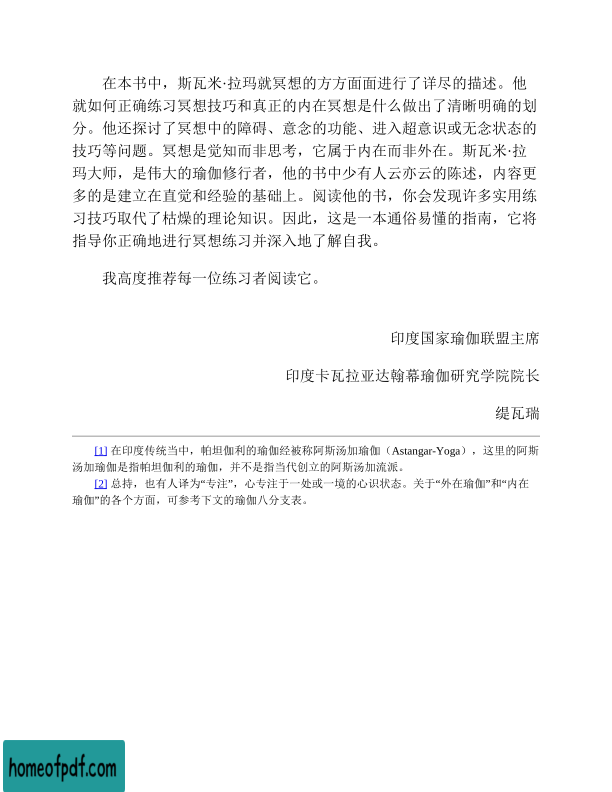 在本书中，斯瓦米·拉玛就冥想的方方面面进行了详尽的描述。他
就如何正确练习冥想技巧和真正的内在冥想是什么做出了清晰明确的划
分。他还探讨了冥想中的障碍、意念的功能、进入超意识或无念状态的
技巧等问题。冥想是觉知而非思考，它属于内在而非外在。斯瓦米·拉
玛大师，是伟大的瑜伽修行者，他的书中少有人云亦云的陈述，内容更
多的是建立在直觉和经验的基础上。阅读他的书，你会发现许多实用练
习技巧取代了枯燥的理论知识。因此，这是一本通俗易懂的指南，它将
指导你正确地进行冥想练习并深入地了解自我。
我高度推荐每一位练习者阅读它。
印度国家瑜伽联盟主席
印度卡瓦拉亚达翰幕瑜伽研究学院院长
缇瓦瑞
[1] 在印度传统当中，帕坦伽利的瑜伽经被称阿斯汤加瑜伽（Astangar-Yoga），这里的阿斯
汤加瑜伽是指帕坦伽利的瑜伽，并不是指当代创立的阿斯汤加流派。
[2] 总持，也有人译为“专注”，心专注于一处或一境的心识状态。关于“外在瑜伽”和“内在
瑜伽”的各个方面，可参考下文的瑜伽八分支表。
homeofpdf.com